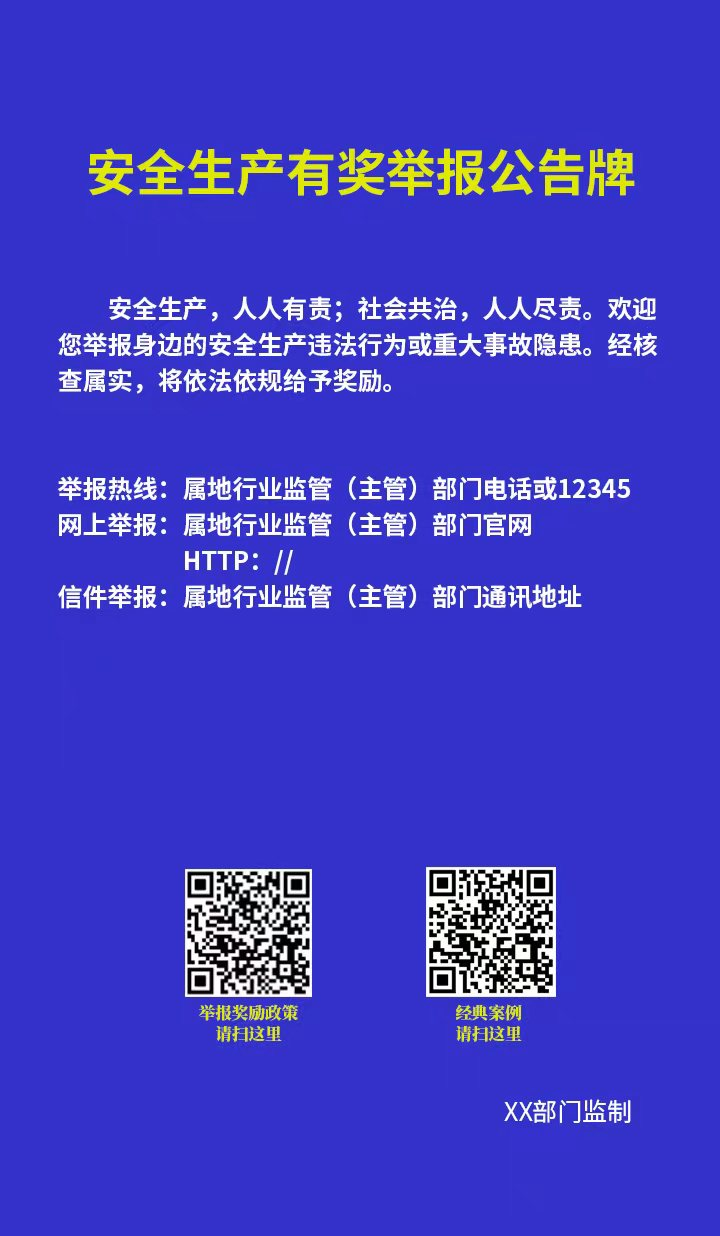 安全生产有奖举报公告牌
安全生产，人人有责；社会共治，人人尽责。欢迎
您举报身边的安全生产违法行为或重大事故隐患。经核
查属实，将依法依规给予奖励。
举报热线：属地行业监管（主管）部门电话或12345
网上举报：属地行业监管（主管）部门官网
HTTP：//
信件举报：属地行业监管（主管）部门通讯地址
举报奖励政策
请扫这里
经典案例
请扫这里
XX部门监制